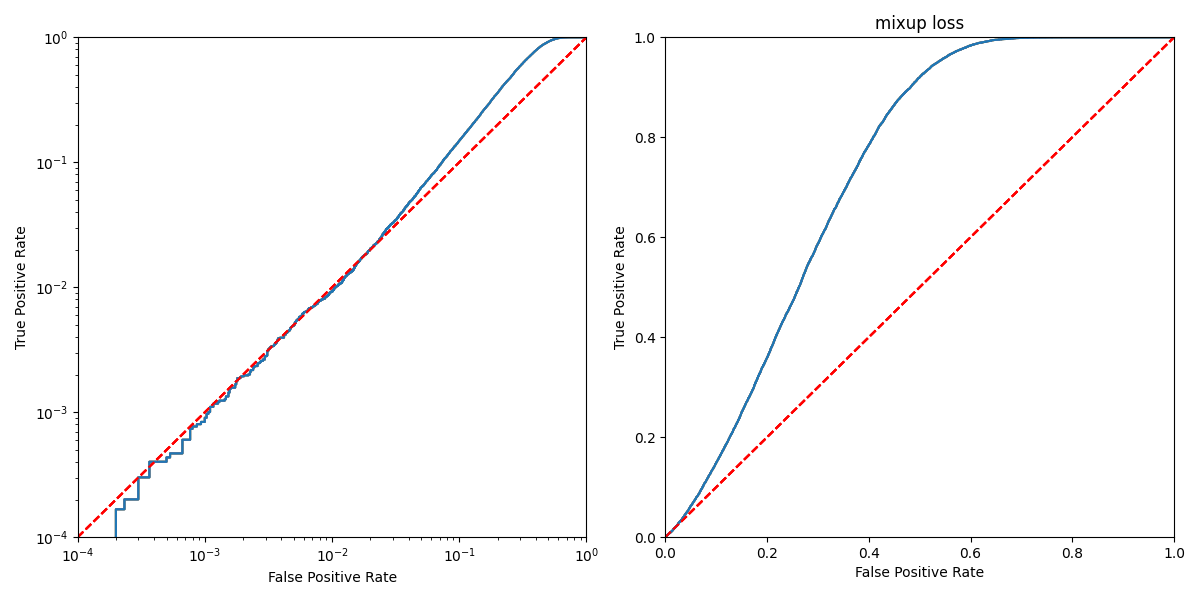 10⁰
10⁻¹
10⁻²
10⁻³
10⁻⁴
True Positive Rate
10⁻⁴ 10⁻³ 10⁻² 10⁻¹ 10⁰
False Positive Rate
mixup loss
1.0
0.8
0.6
0.4
0.2
0.0
True Positive Rate
0.0 0.2 0.4 0.6 0.8 1.0
False Positive Rate